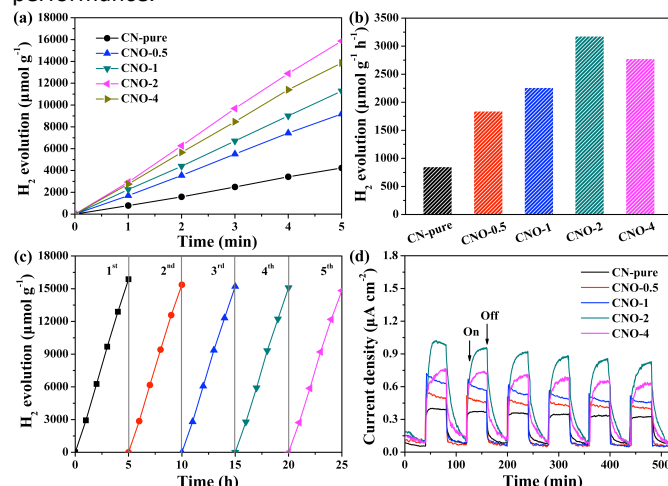 performance.
(a)
18000
16000
14000
12000
10000
8000
6000
4000
2000
0
H2 evolution (μmol g-1)
CN-pure
CNO-0.5
CNO-1
CNO-2
CNO-4
0 1 2 3 4 5
Time (min)
(b)
3500
3000
2500
2000
1500
1000
500
0
H2 evolution (μmol g-1 h-1)
CN-pure CNO-0.5 CNO-1 CNO-2 CNO-4
(c)
18000
15000
12000
9000
6000
3000
0
H2 evolution (μmol g-1)
1st 2nd 3rd 4th 5th
0 5 10 15 20 25
Time (h)
(d)
1.8
1.5
1.2
0.9
0.6
0.3
0.0
Current density (μA cm-2)
CN-pure
CNO-0.5
CNO-1
CNO-2
CNO-4
On Off
0 100 200 300 400 500
Time (min)